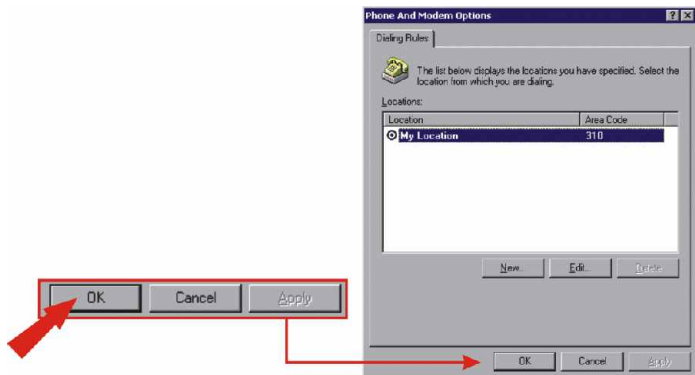 Phone And Modem Options
Dialing Rules
The list below displays the locations you have specified. Select the
location from which you are dialing.
Locations:
Location Area Code
My Location 310
New... Edit... Delete
OK Cancel Apply
OK Cancel Apply